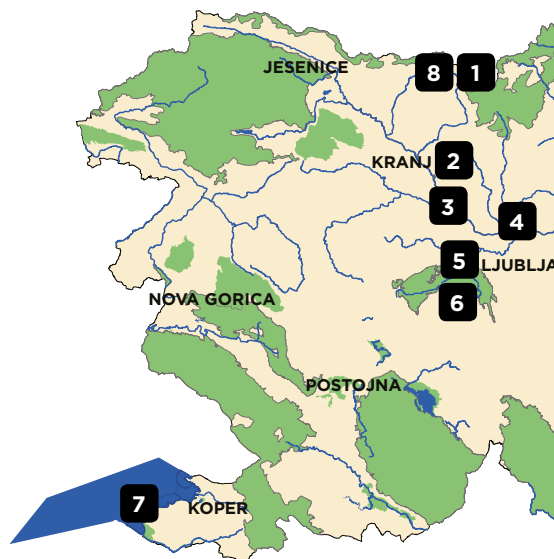 JESENICE
8
1
KRANJ
2
3
4
5
LJUBLJA
6
NOVA GORICA
POSTOJNA
7
KOPER